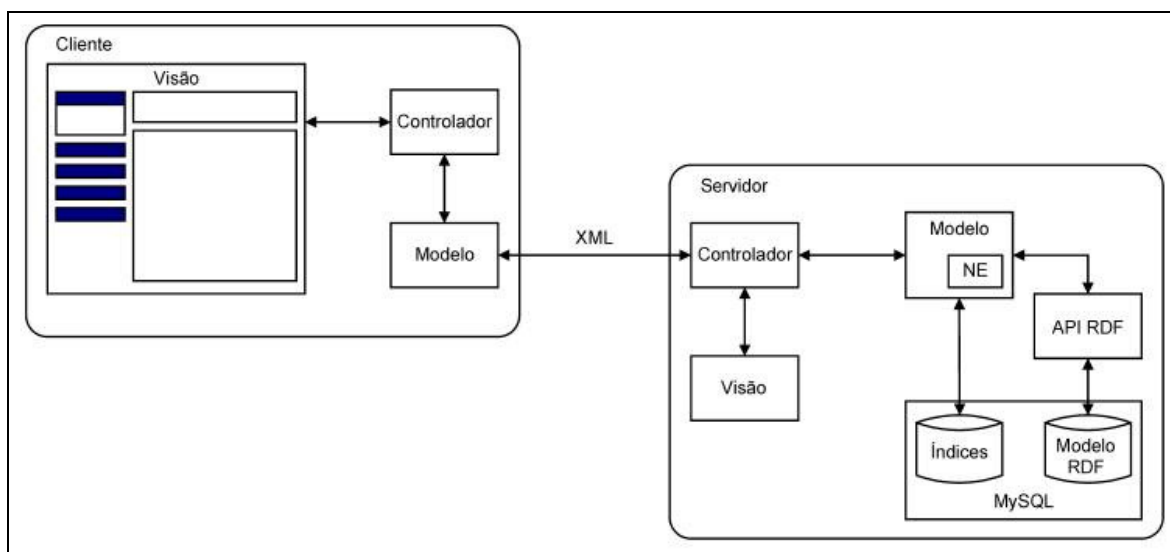 Cliente
Visão
Controlador
Modelo
XML
Servidor
Controlador
Modelo
NE
API RDF
Visão
Índices
Modelo
RDF
MySQL